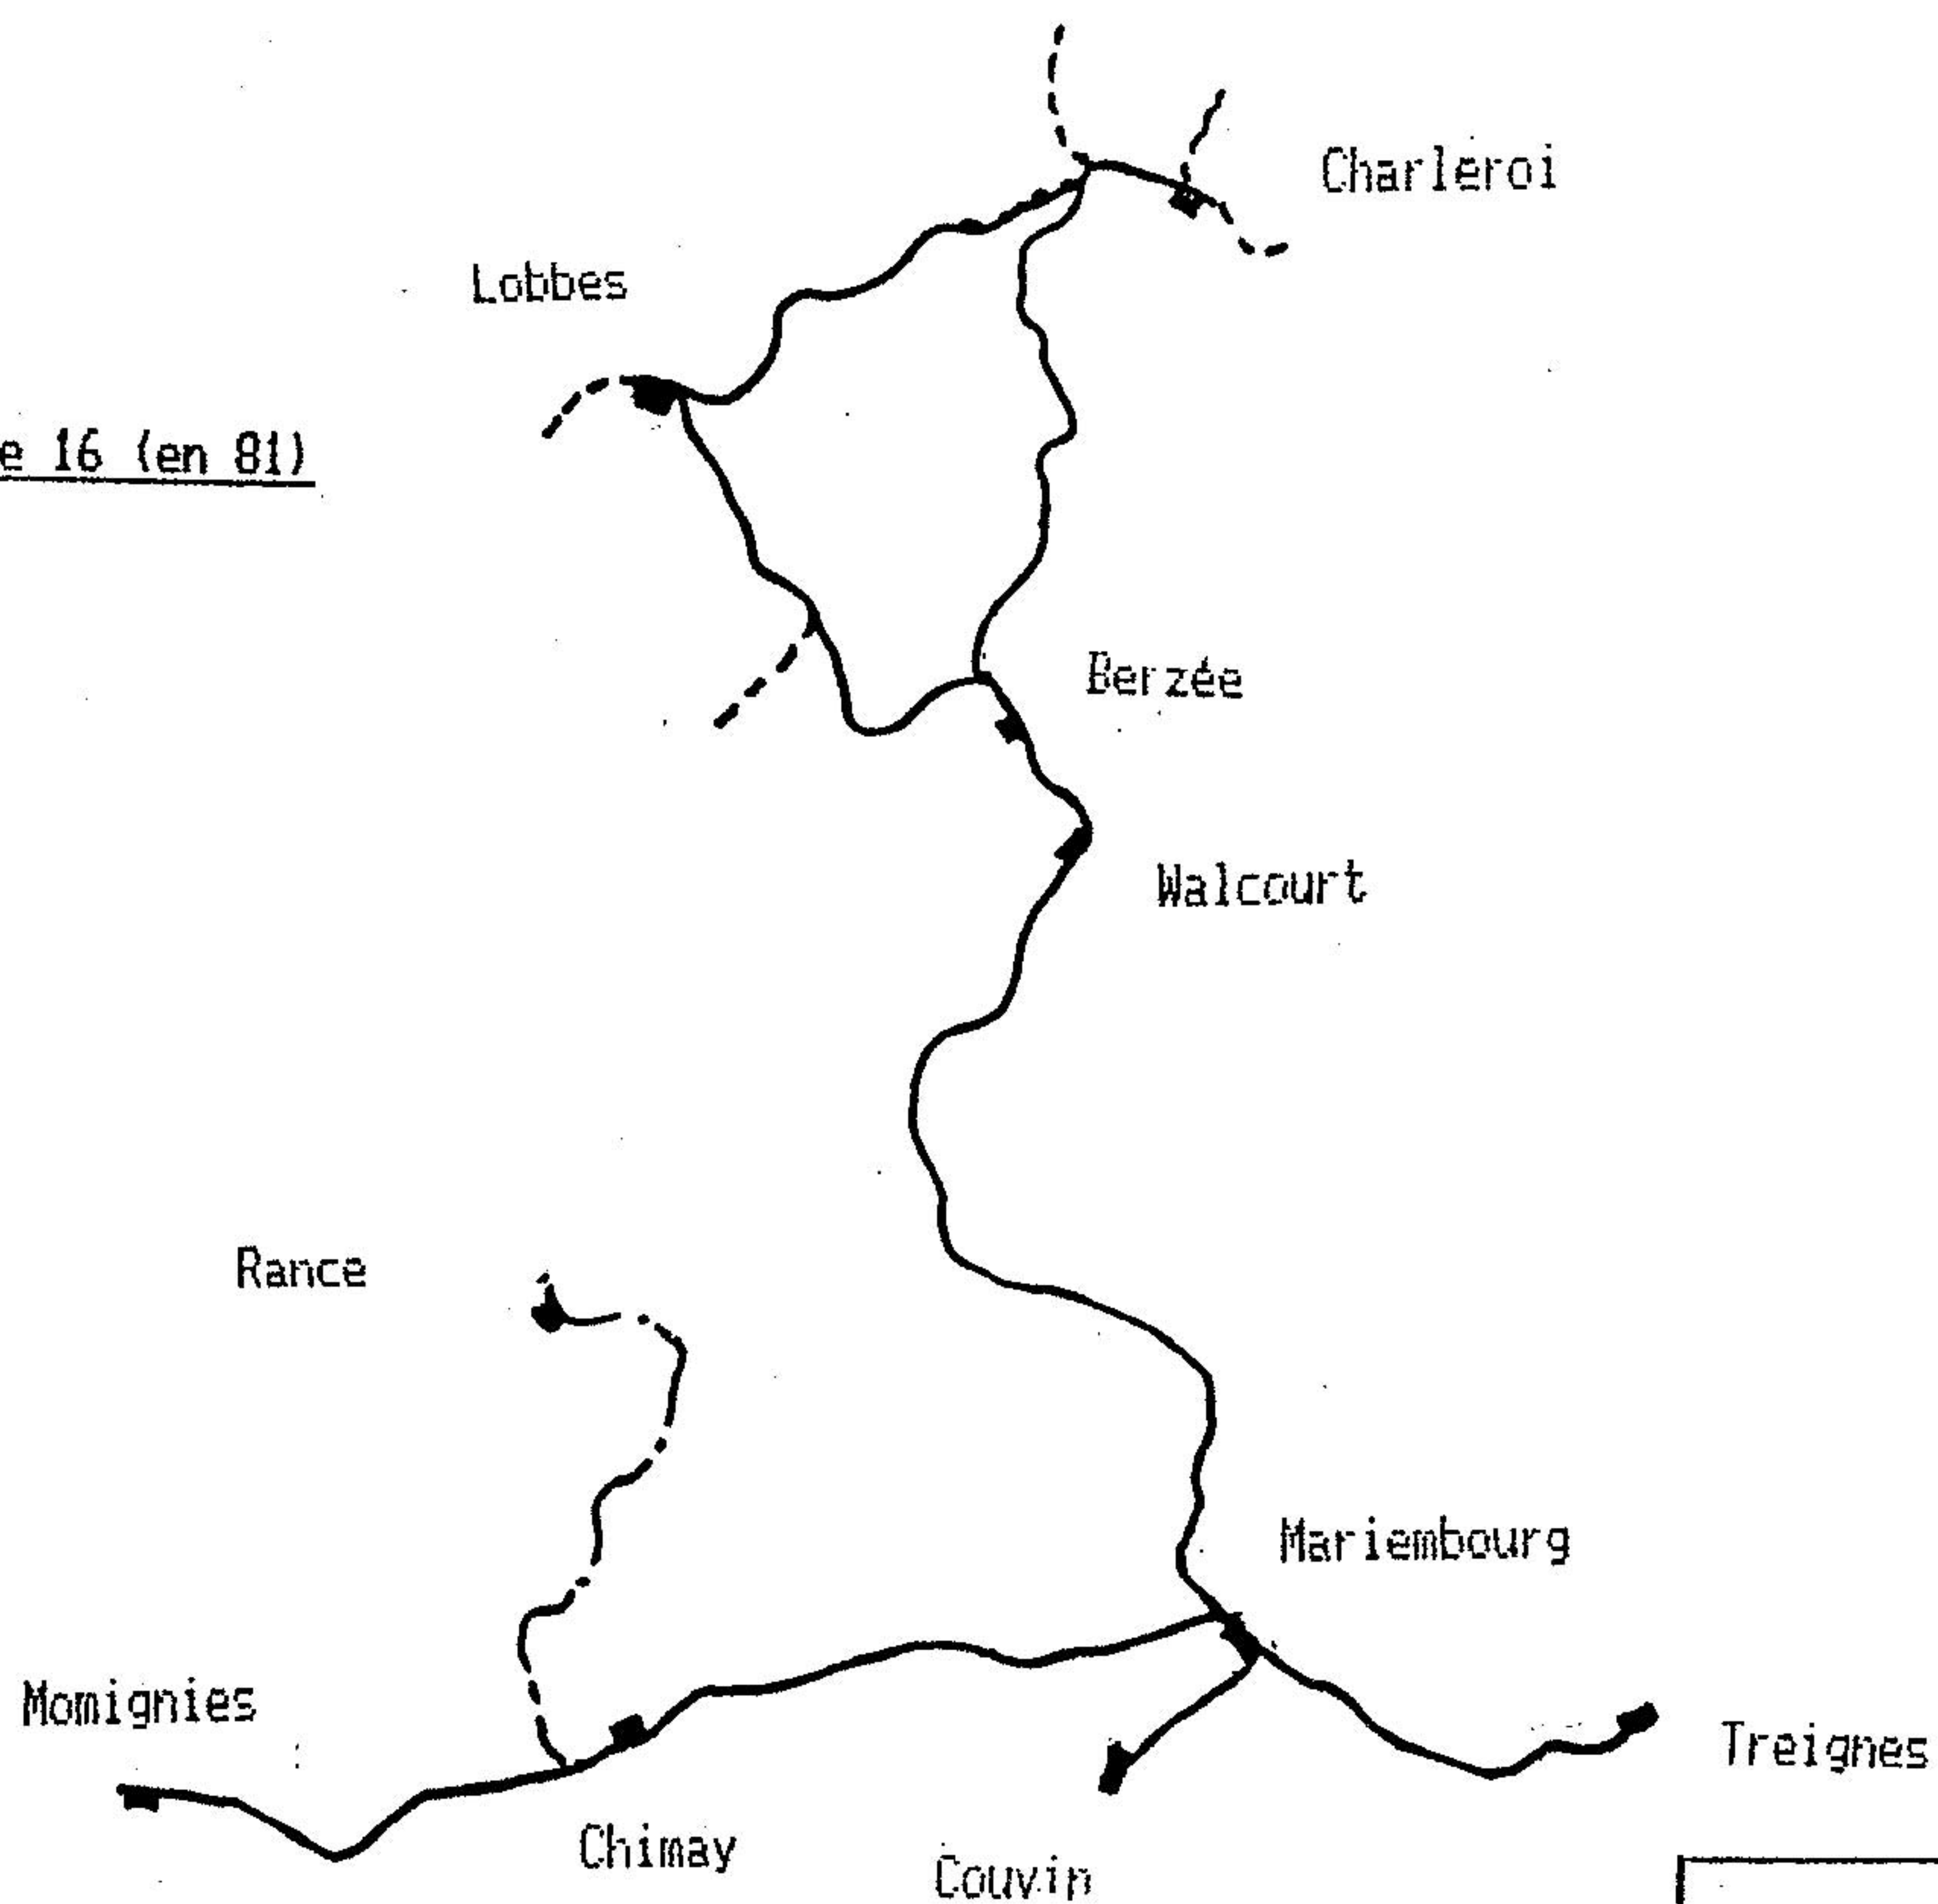 Charleroi
Lobbes
e 16 (en 81)
Berzée
Walcourt
Rance
Mariembourg
Momignies
Treignes
Chimay
Couvin